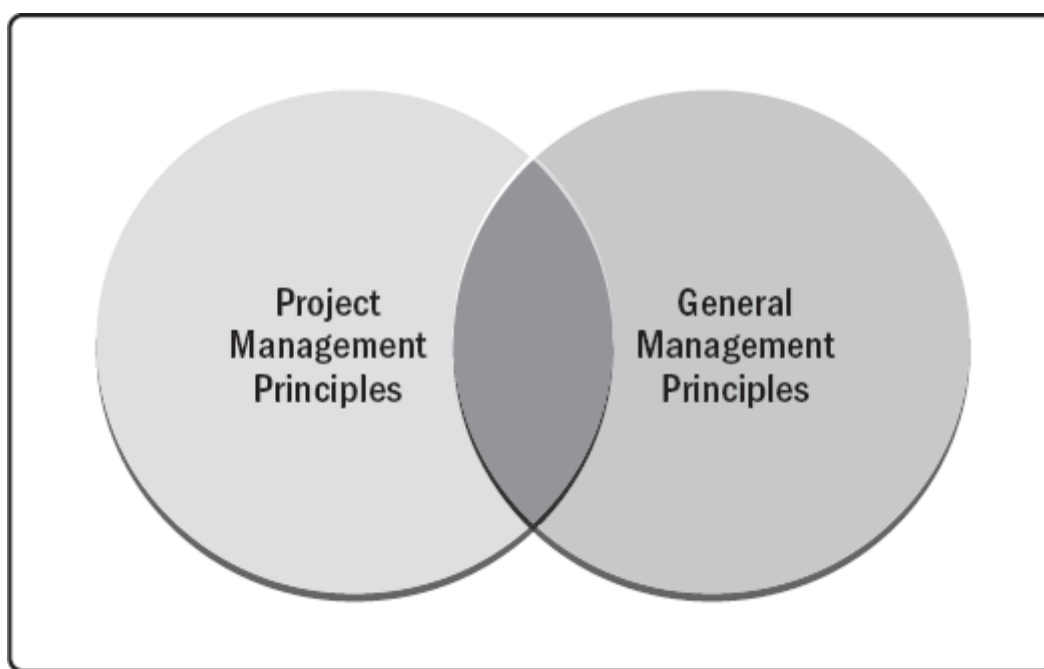 Project
Management
Principles
General
Management
Principles